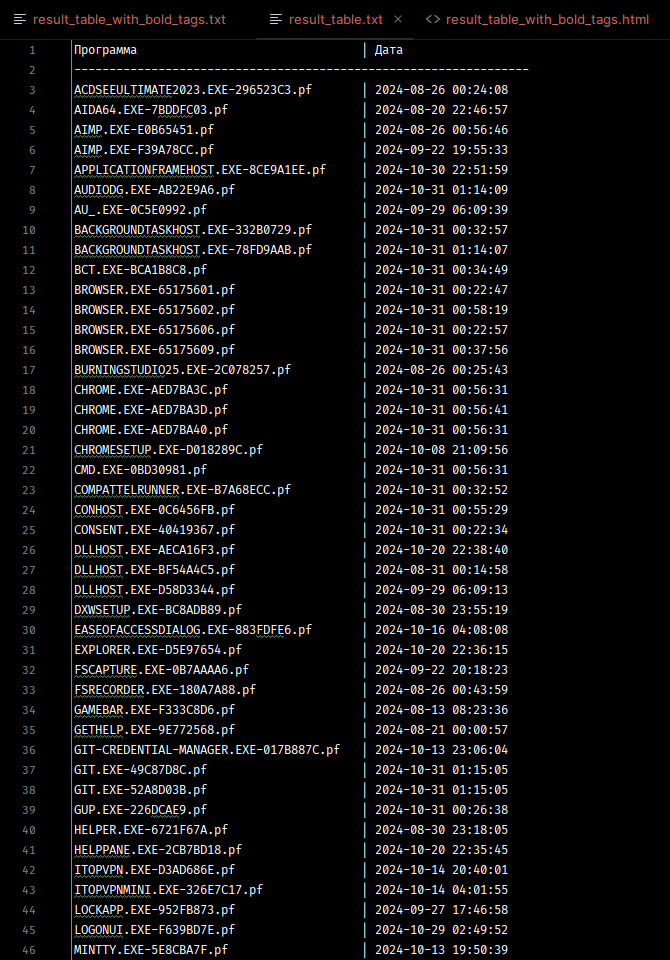 result_table_with_bold_tags.txt result_table.txt × <> result_table_with_bold_tags.html
1 Программа | Дата
2 -----------------------------------------------------------------
3 ACDSEEULTIMATE2023.EXE-296523C3.pf | 2024-08-26 00:24:08
4 AIDA64.EXE-7BDDFC03.pf | 2024-08-20 22:46:57
5 AIMP.EXE-E0B65451.pf | 2024-08-26 00:56:46
6 AIMP.EXE-F39A78CC.pf | 2024-09-22 19:55:33
7 APPLICATIONFRAMEHOST.EXE-8CE9A1EE.pf | 2024-10-30 22:51:59
8 AUDIODG.EXE-AB22E9A6.pf | 2024-10-31 01:14:09
9 AU_.EXE-0C5E0992.pf | 2024-09-29 06:09:39
10 BACKGROUNDTASKHOST.EXE-332B0729.pf | 2024-10-31 00:32:57
11 BACKGROUNDTASKHOST.EXE-78FD9AAB.pf | 2024-10-31 01:14:07
12 BCT.EXE-BCA1B8C8.pf | 2024-10-31 00:34:49
13 BROWSER.EXE-65175601.pf | 2024-10-31 00:22:47
14 BROWSER.EXE-65175602.pf | 2024-10-31 00:58:19
15 BROWSER.EXE-65175606.pf | 2024-10-31 00:22:57
16 BROWSER.EXE-65175609.pf | 2024-10-31 00:37:56
17 BURNINGSTUDIO25.EXE-2C078257.pf | 2024-08-26 00:25:43
18 CHROME.EXE-AED7BA3C.pf | 2024-10-31 00:56:31
19 CHROME.EXE-AED7BA3D.pf | 2024-10-31 00:56:41
20 CHROME.EXE-AED7BA40.pf | 2024-10-31 00:56:31
21 CHROMESETUP.EXE-D018289C.pf | 2024-10-08 21:09:56
22 CMD.EXE-0BD30981.pf | 2024-10-31 00:56:31
23 COMPATTELRUNNER.EXE-B7A68ECC.pf | 2024-10-31 00:32:52
24 CONHOST.EXE-0C6456FB.pf | 2024-10-31 00:55:29
25 CONSENT.EXE-40419367.pf | 2024-10-31 00:22:34
26 DLLHOST.EXE-AECA16F3.pf | 2024-10-20 22:38:40
27 DLLHOST.EXE-BF54A4C5.pf | 2024-08-31 00:14:58
28 DLLHOST.EXE-D58D3344.pf | 2024-09-29 06:09:13
29 DXWSETUP.EXE-BC8ADB89.pf | 2024-08-30 23:55:19
30 EASEOFACCESSDIALOG.EXE-883FDFE6.pf | 2024-10-16 04:08:08
31 EXPLORER.EXE-D5E97654.pf | 2024-10-20 22:36:15
32 FSCAPTURE.EXE-0B7AAAA6.pf | 2024-09-22 20:18:23
33 FSRECORDER.EXE-180A7A88.pf | 2024-08-26 00:43:59
34 GAMEBAR.EXE-F333C8D6.pf | 2024-08-13 08:23:36
35 GETHELP.EXE-9E772568.pf | 2024-08-21 00:00:57
36 GIT-CREDENTIAL-MANAGER.EXE-017B887C.pf | 2024-10-13 23:06:04
37 GIT.EXE-49C87D8C.pf | 2024-10-31 01:15:05
38 GIT.EXE-52A8D03B.pf | 2024-10-31 01:15:05
39 GUP.EXE-226DCAE9.pf | 2024-10-31 00:26:38
40 HELPER.EXE-6721F67A.pf | 2024-08-30 23:18:05
41 HELPPANE.EXE-2CB7BD18.pf | 2024-10-20 22:35:45
42 ITOPVPN.EXE-D3AD686E.pf | 2024-10-14 20:40:01
43 ITOPVPNMINI.EXE-326E7C17.pf | 2024-10-14 04:01:55
44 LOCKAPP.EXE-952FB873.pf | 2024-09-27 17:46:58
45 LOGONUI.EXE-F639BD7E.pf | 2024-10-29 02:49:52
46 MINTTY.EXE-5E8CBA7F.pf | 2024-10-13 19:50:39